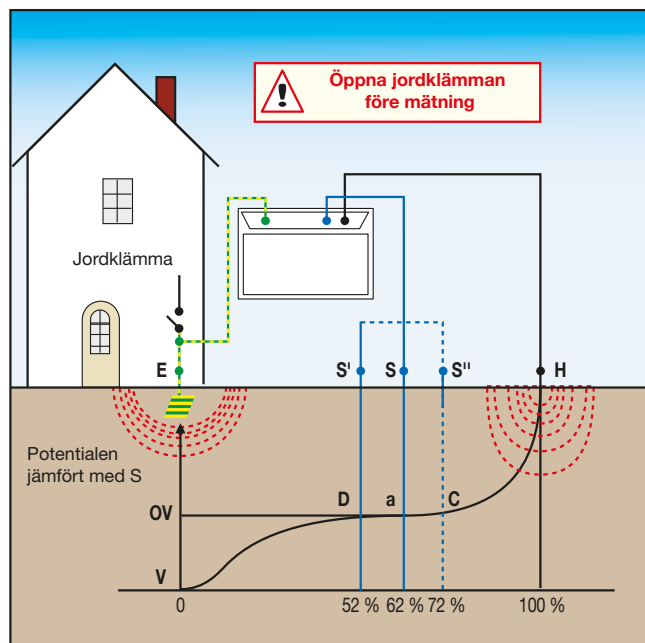 Öppna jordklämman
före mätning
Jordklämma
E
S'
S
S"
H
Potentialen
jämfört med S
D
a
C
OV
V
0
52 %
62 %
72 %
100 %